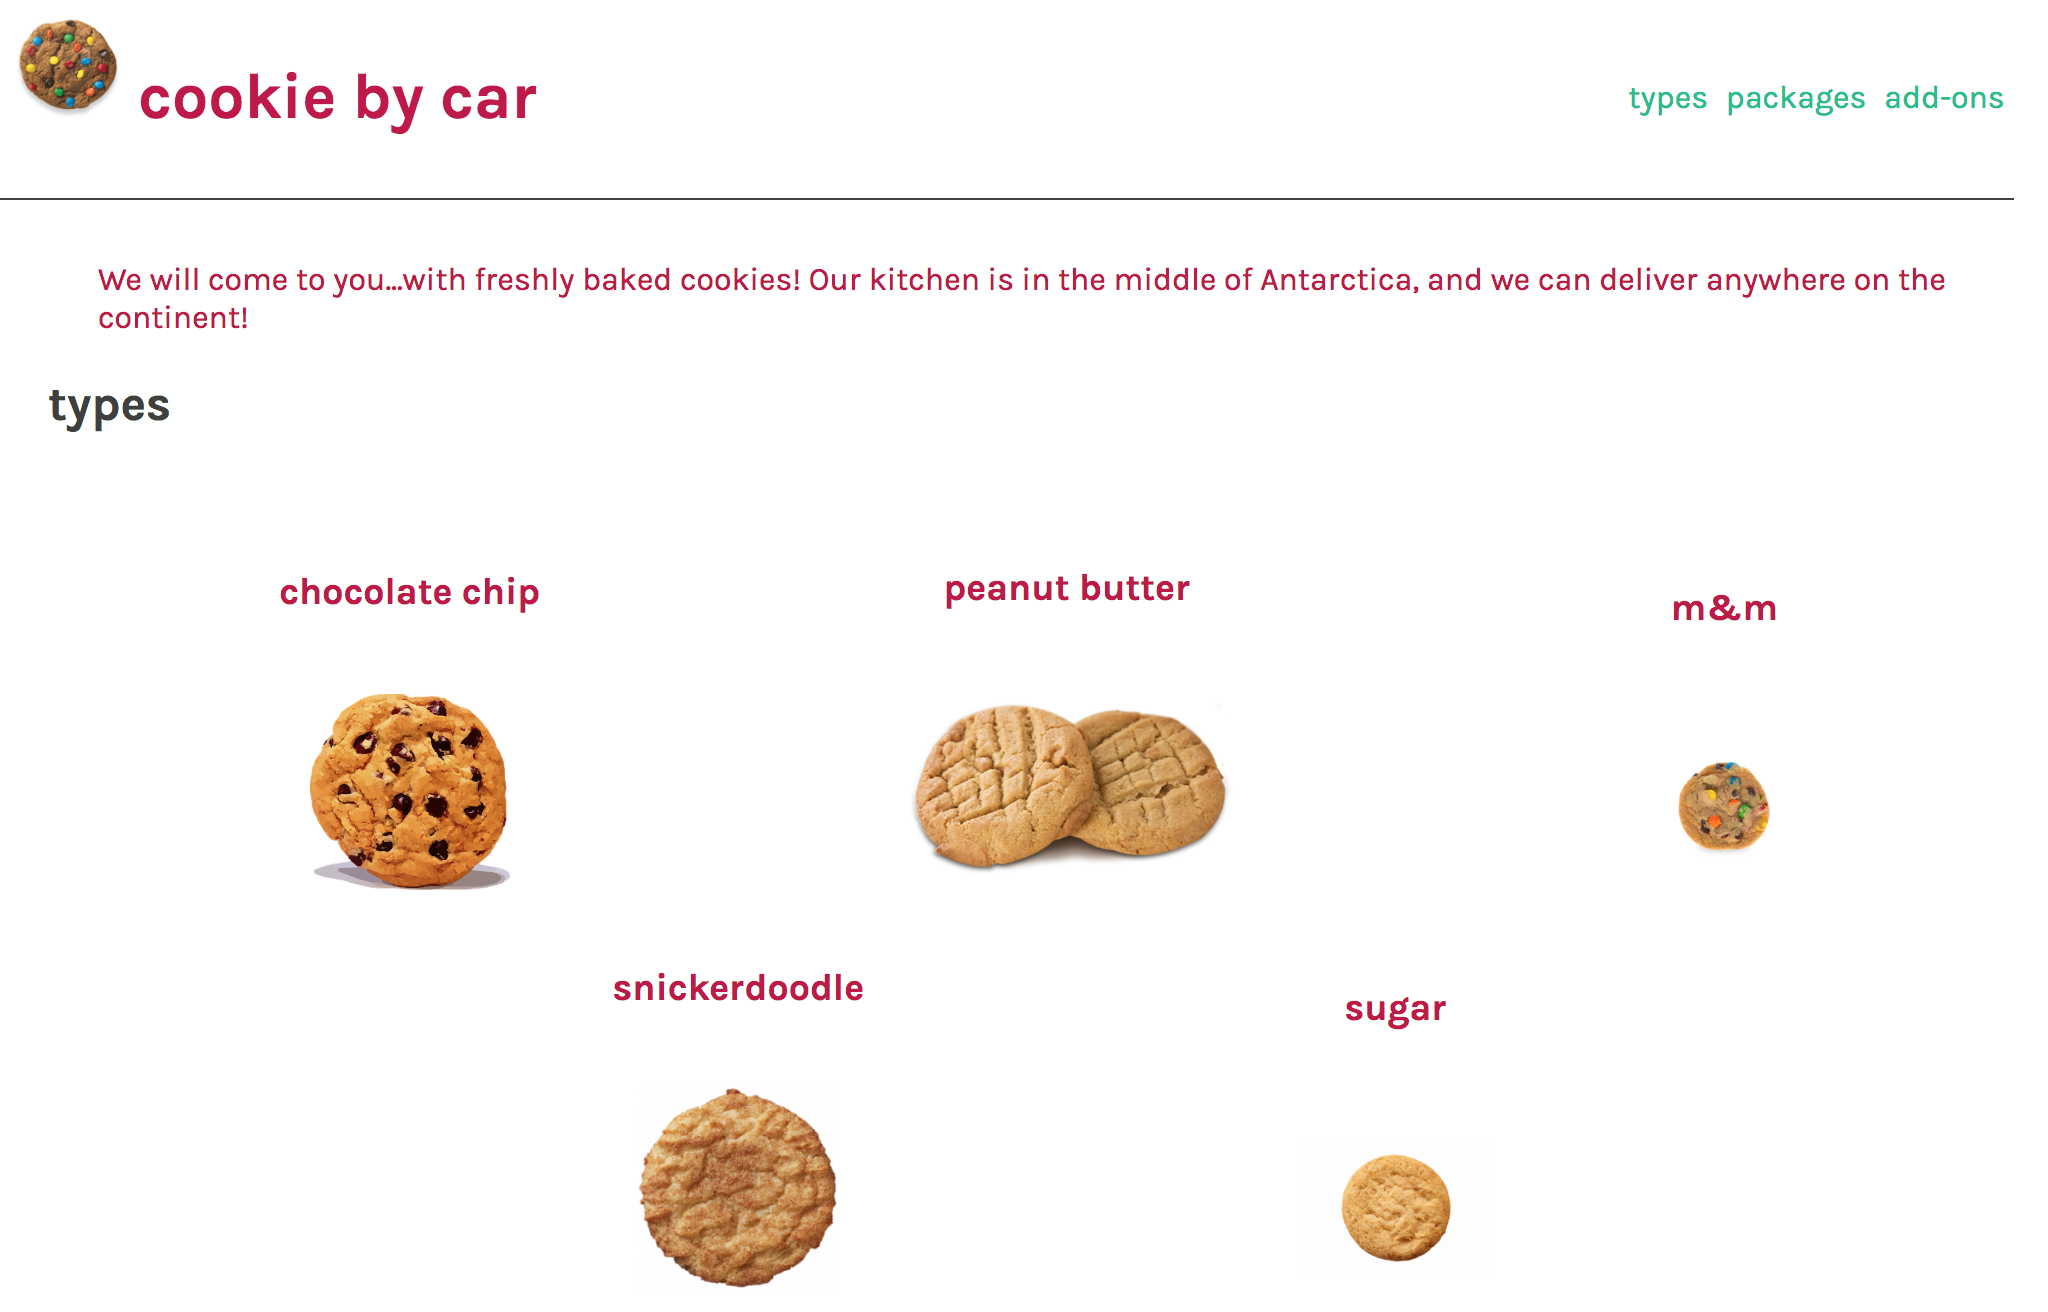 cookie by car
types packages add-ons
We will come to you...with freshly baked cookies! Our kitchen is in the middle of Antarctica, and we can deliver anywhere on the
continent!
types
chocolate chip
peanut butter
m&m
snickerdoodle
sugar